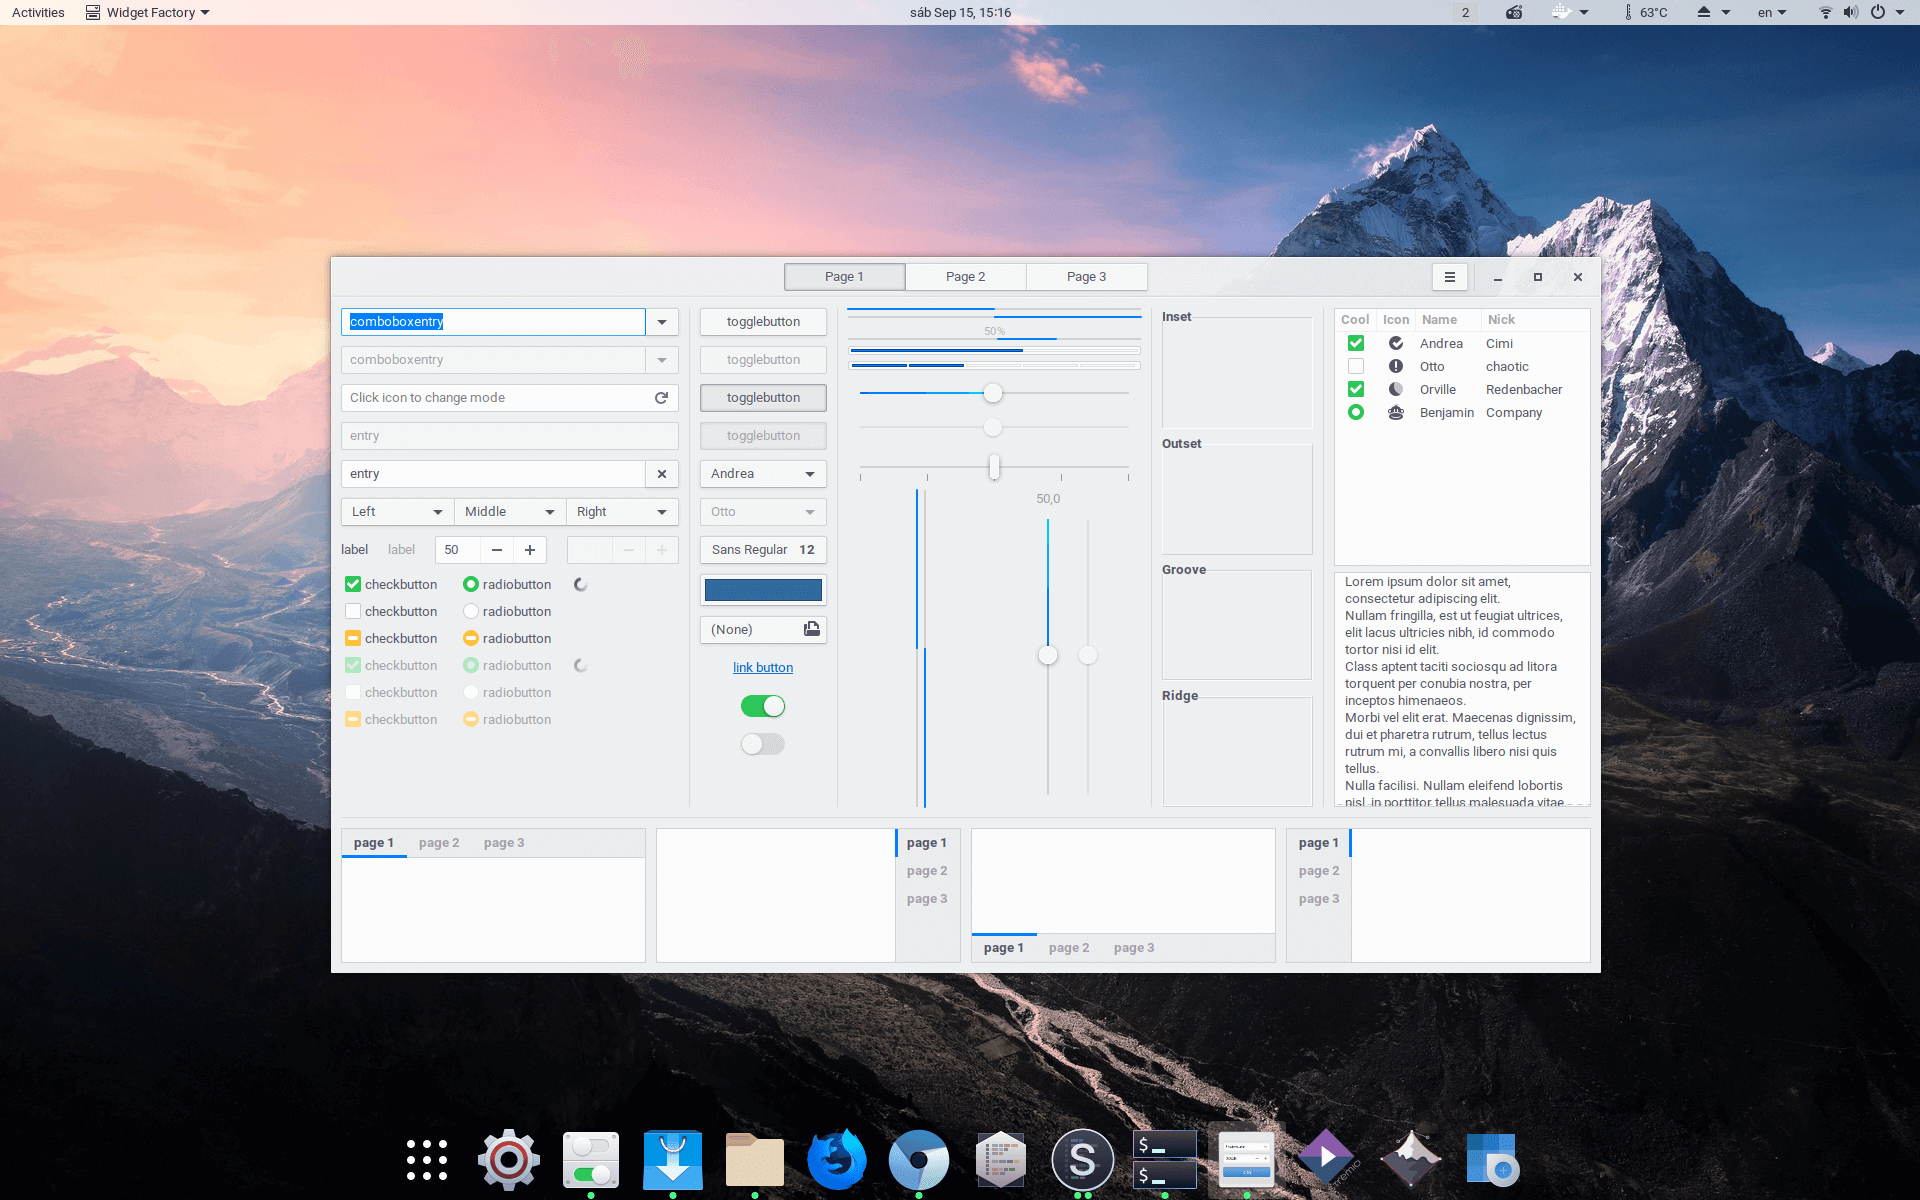 Activities
Widget Factory
sáb Sep 15, 15:16
2
63°C
en
Page 1
Page 2
Page 3
comboboxentry
comboboxentry
Click icon to change mode
entry
entry
Left
Middle
Right
label
label
50
checkbutton
radiobutton
checkbutton
radiobutton
checkbutton
radiobutton
checkbutton
radiobutton
checkbutton
radiobutton
checkbutton
radiobutton
togglebutton
togglebutton
togglebutton
togglebutton
Andrea
Otto
Sans Regular 12
(None)
link button
50%
50,0
Inset
Outset
Groove
Ridge
Cool Icon Name Nick
Andrea Cimi
Otto chaotic
Orville Redenbacher
Benjamin Company
Lorem ipsum dolor sit amet,
consectetur adipiscing elit.
Nullam fringilla, est ut feugiat ultrices,
elit lacus ultricies nibh, id commodo
tortor nisi id elit.
Class aptent taciti sociosqu ad litora
torquent per conubia nostra, per
inceptos himenaeos.
Morbi vel elit erat. Maecenas dignissim,
dui et pharetra rutrum, tellus lectus
rutrum mi, a convallis libero nisi quis
tellus.
Nulla facilisi. Nullam eleifend lobortis
nisl, in porttitor tellus malesuada vitae.
page 1
page 2
page 3
page 1
page 2
page 3
page 1
page 2
page 3
page 1
page 2
page 3
S
$ _
$ _